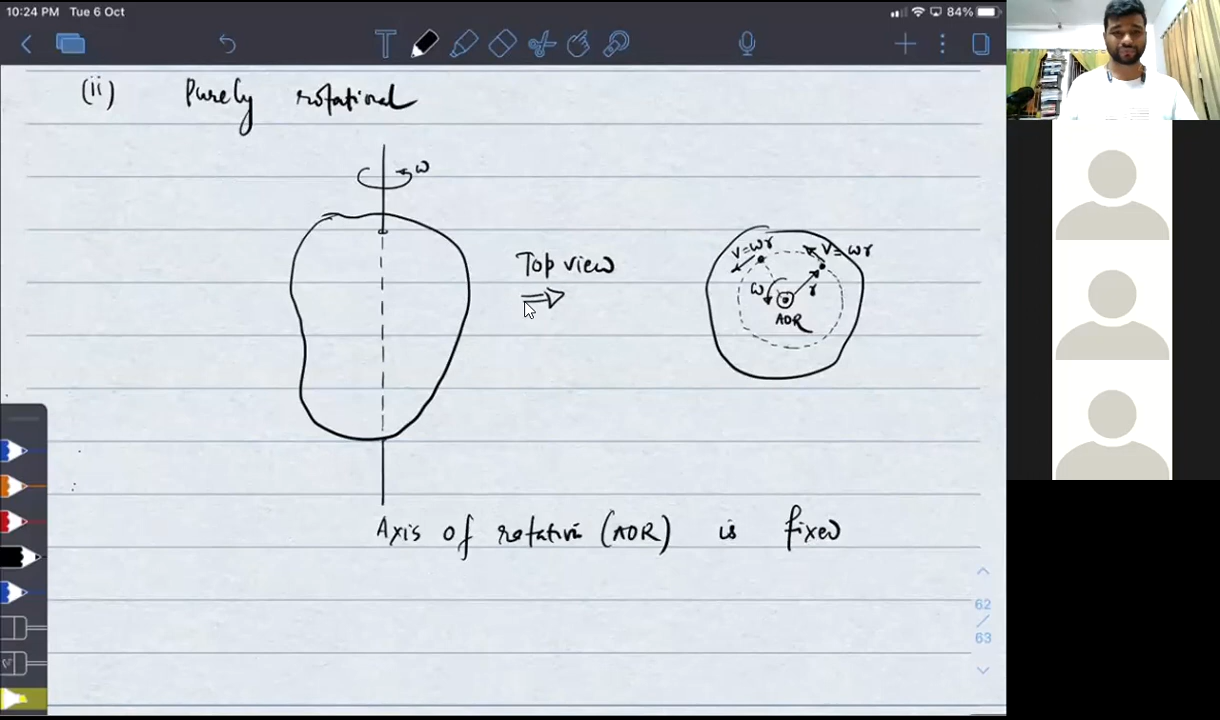 10:24 PM Tue 6 Oct
84%
T
(ii) Purely rotational
ω
Top view
⇒
V=ωr
V=ωr
ω
r
AOR
Axis of rotation (AOR) is fixed
62
/
63